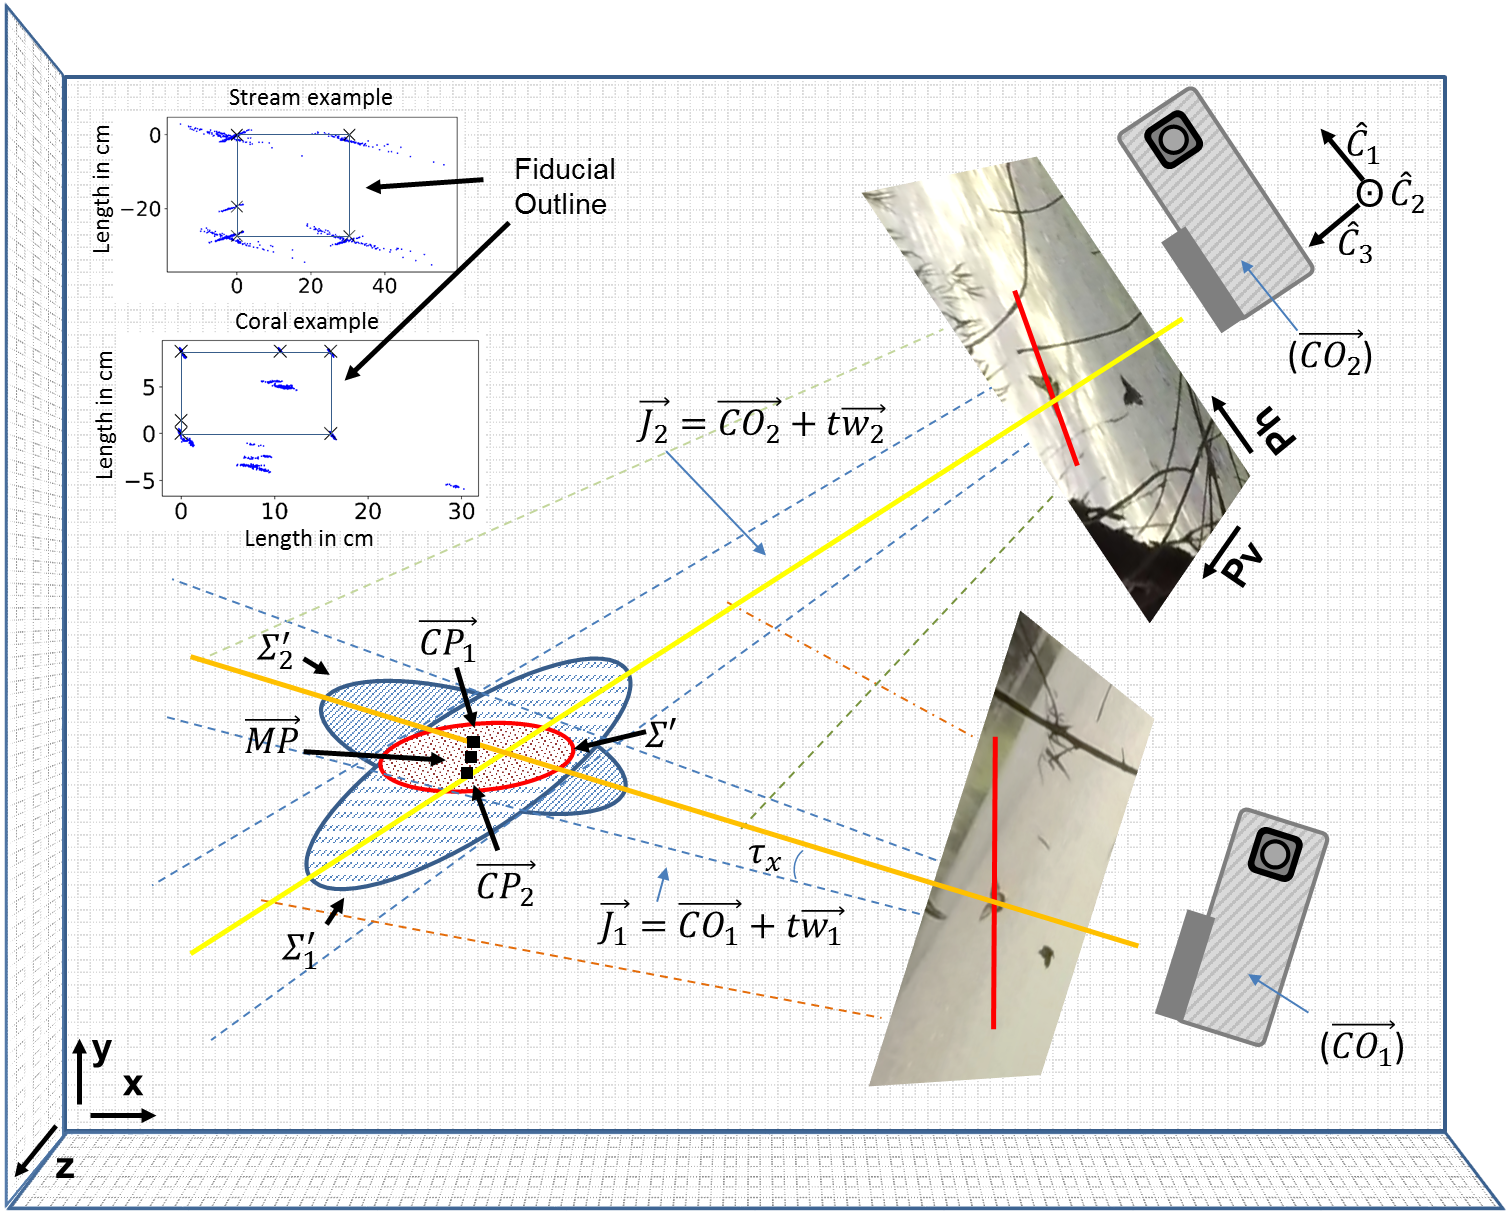 Stream example
Length in cm
0
−20
0
20
40
Fiducial
Outline
Coral example
Length in cm
5
0
−5
0
10
20
30
Length in cm
Ĉ₁
Ĉ₂
Ĉ₃
(CO₂→)
Ph
Pv
J₂→ = CO₂→ + tw₂→
Σ′₂
CP₁→
MP→
Σ′
CP₂→
τₓ
J₁→ = CO₁→ + tw₁→
Σ′₁
(CO₁→)
y
x
z